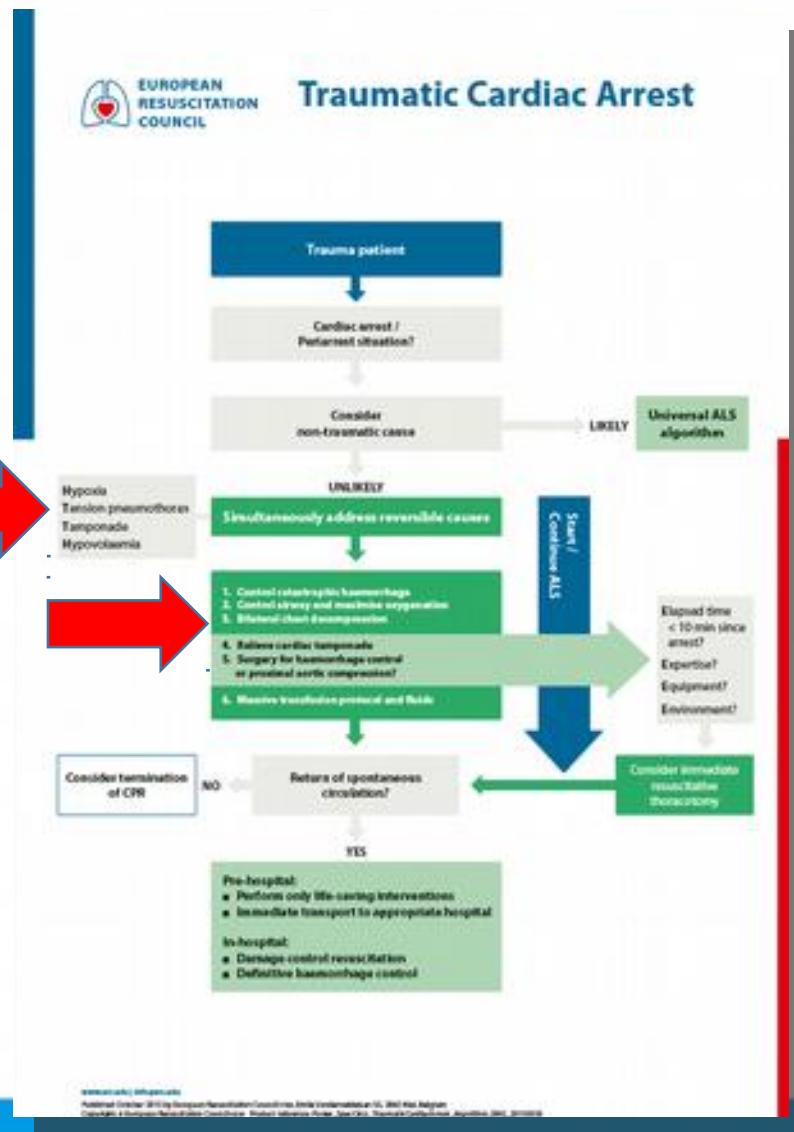 EUROPEAN
RESUSCITATION
COUNCIL
Traumatic Cardiac Arrest
Trauma patient
Cardiac arrest /
Periarrest situation?
Consider
non-traumatic cause
LIKELY
Universal ALS
algorithm
UNLIKELY
Hypoxia
Tension pneumothorax
Tamponade
Hypovolaemia
Simultaneously address reversible causes
Start /
Continue ALS
1. Control catastrophic haemorrhage
2. Control airway and maximise oxygenation
3. Bilateral chest decompression
4. Relieve cardiac tamponade
5. Surgery for haemorrhage control
or proximal aortic compression?
6. Massive transfusion protocol and fluids
Elapsed time
< 10 min since
arrest?
Expertise?
Equipment?
Environment?
Consider immediate
resuscitative
thoracotomy
Return of spontaneous
circulation?
NO
Consider termination
of CPR
YES
Pre-hospital:
■ Perform only life-saving interventions
■ Immediate transport to appropriate hospital
In-hospital:
■ Damage control resuscitation
■ Definitive haemorrhage control